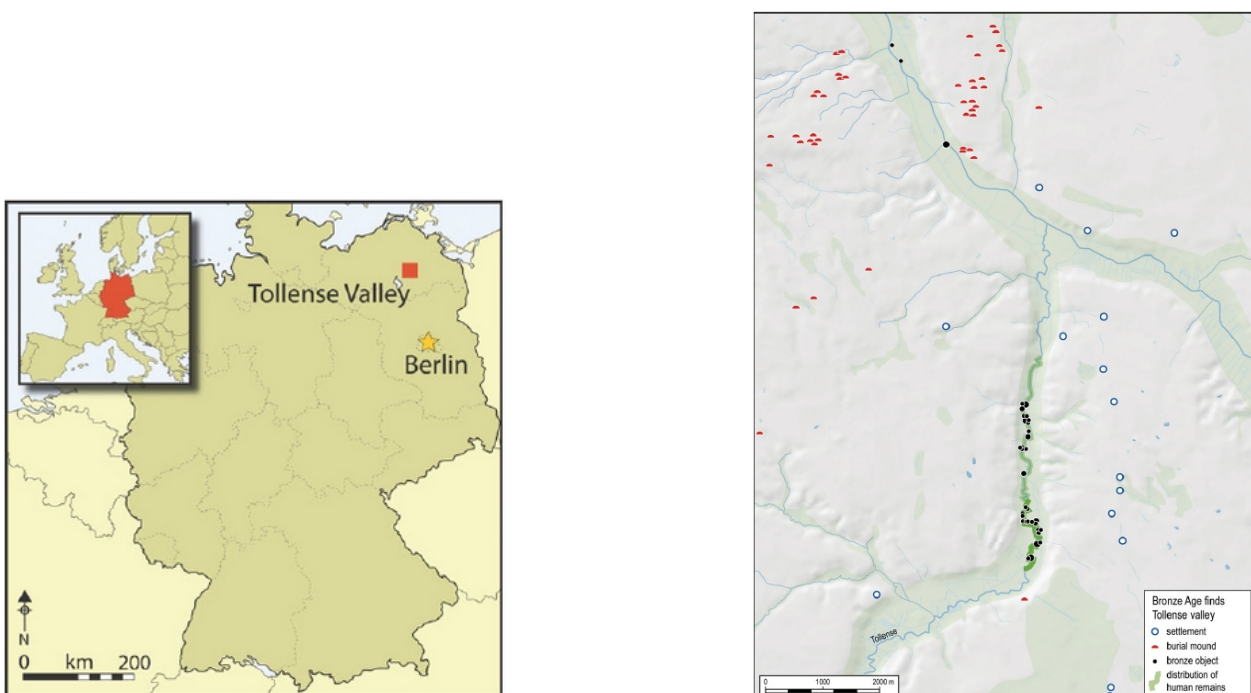 Tollense Valley
Berlin
N
0 km 200
Tollense
0 1000 2000 m
Bronze Age finds
Tollense valley
settlement
burial mound
bronze object
distribution of
human remains